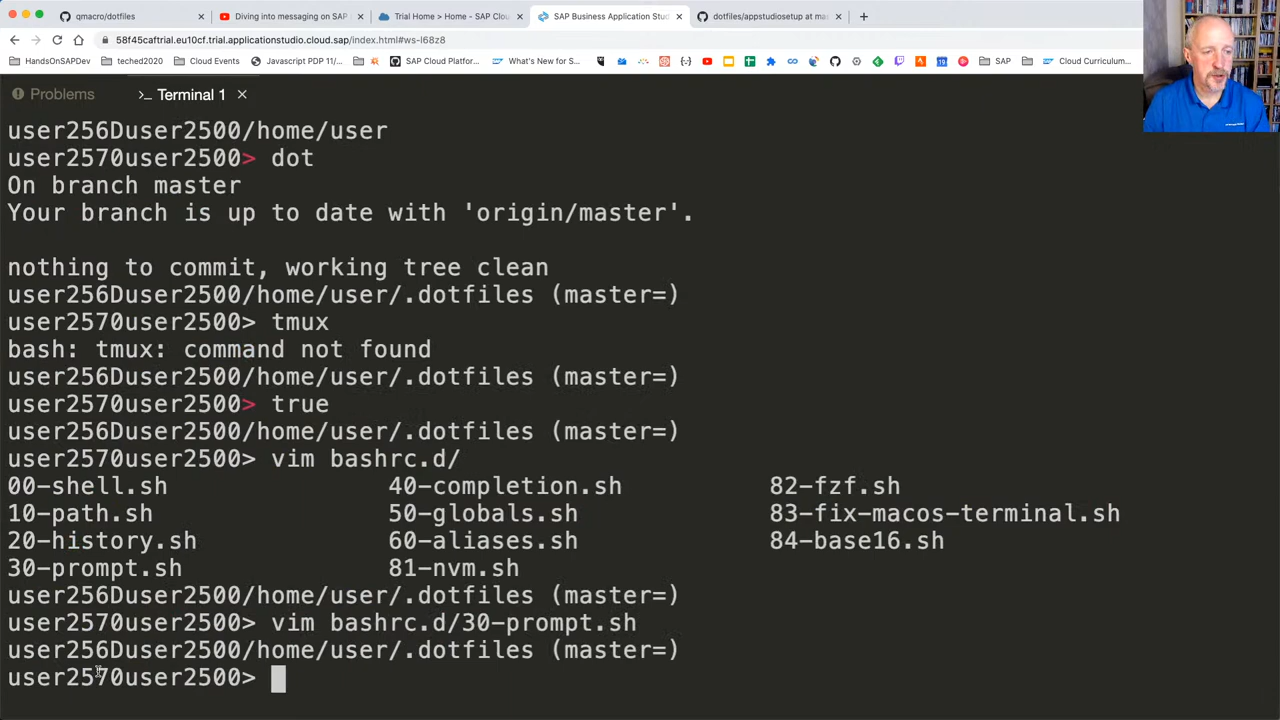 qmacro/dotfiles
Diving into messaging on SAP
Trial Home > Home - SAP Cloud
SAP Business Application Stud
dotfiles/appstudiosetup at ma
58f45caftrial.eu10cf.trial.applicationstudio.cloud.sap/index.html#ws-l68z8
HandsOnSAPDev
teched2020
Cloud Events
Javascript PDP 11/...
SAP Cloud Platfor...
What's New for S...
19
SAP
Cloud Curriculum...
Problems
>_ Terminal 1
user256Duser2500/home/user
user2570user2500> dot
On branch master
Your branch is up to date with 'origin/master'.
nothing to commit, working tree clean
user256Duser2500/home/user/.dotfiles (master=)
user2570user2500> tmux
bash: tmux: command not found
user256Duser2500/home/user/.dotfiles (master=)
user2570user2500> true
user256Duser2500/home/user/.dotfiles (master=)
user2570user2500> vim bashrc.d/
00-shell.sh 40-completion.sh 82-fzf.sh
10-path.sh 50-globals.sh 83-fix-macos-terminal.sh
20-history.sh 60-aliases.sh 84-base16.sh
30-prompt.sh 81-nvm.sh
user256Duser2500/home/user/.dotfiles (master=)
user2570user2500> vim bashrc.d/30-prompt.sh
user256Duser2500/home/user/.dotfiles (master=)
user2570user2500>